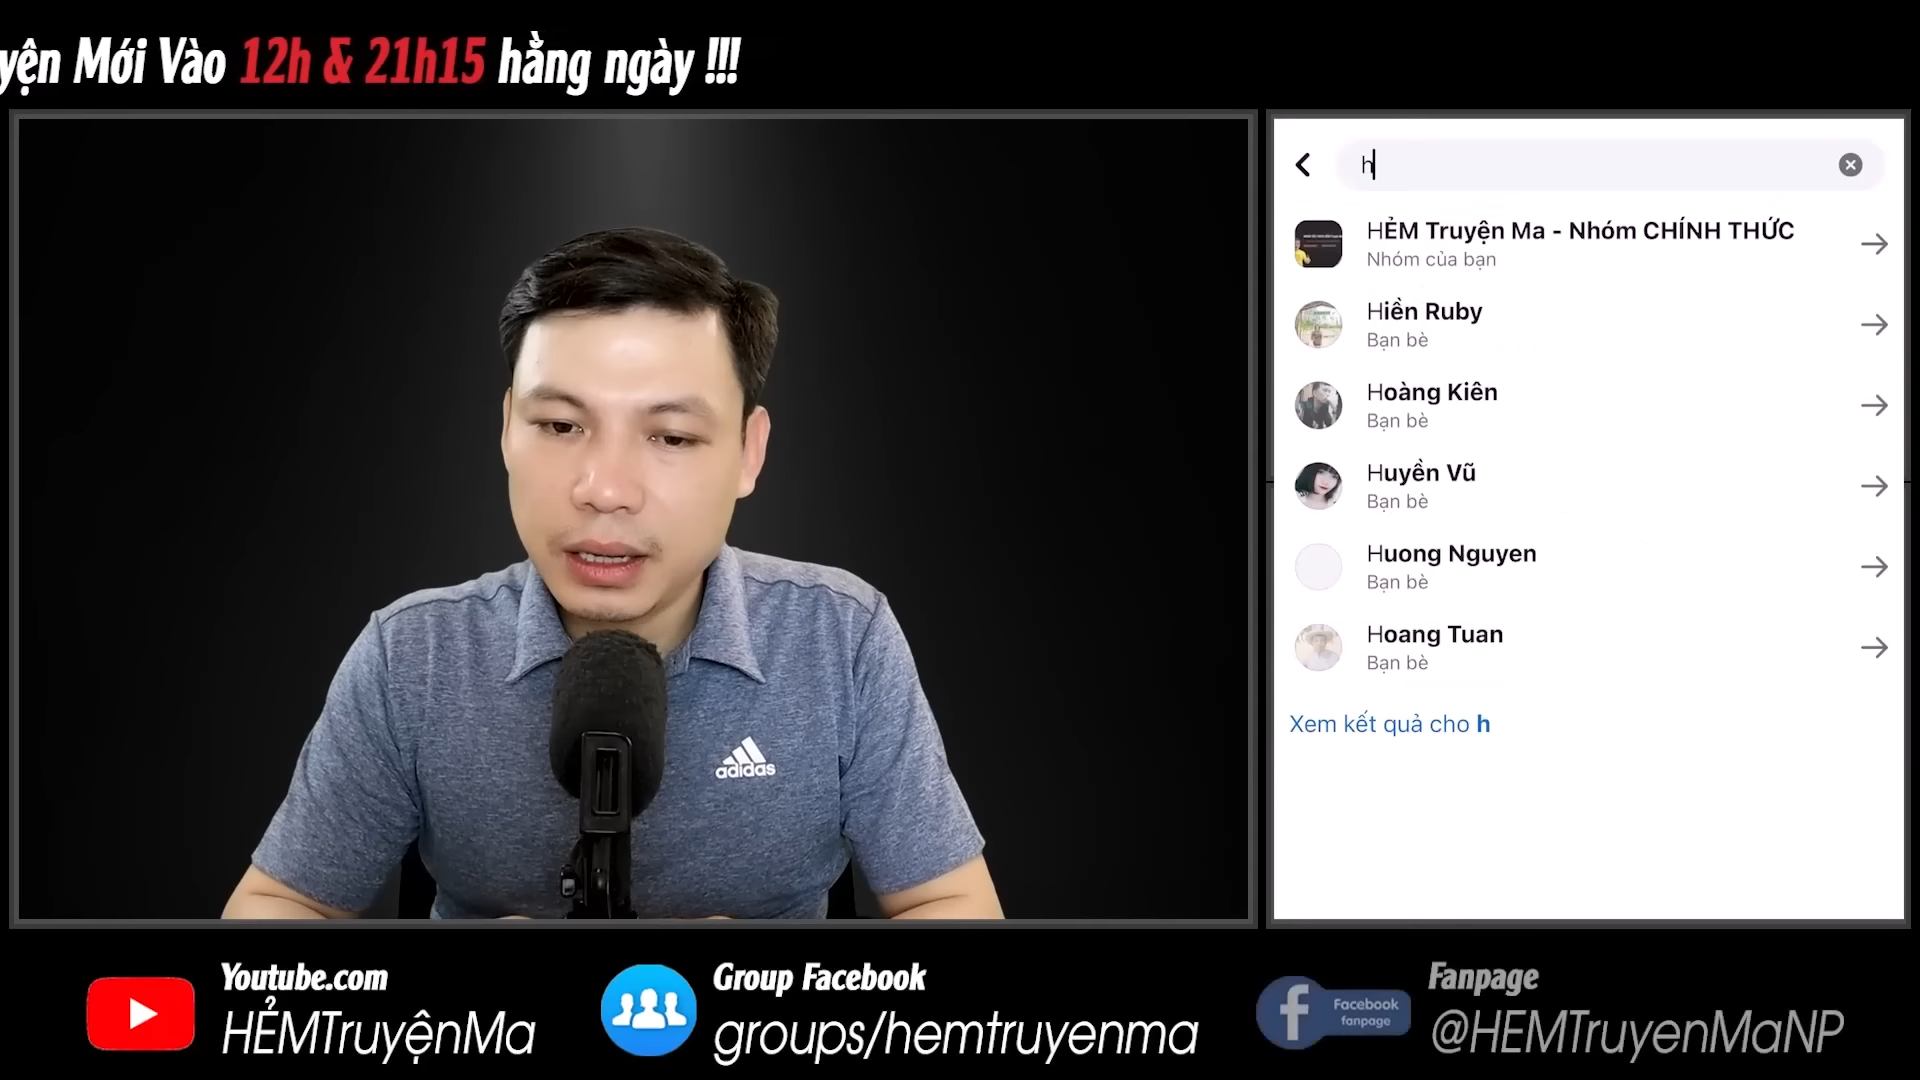 yện Mới Vào 12h & 21h15 hằng ngày !!!
h
HẺM Truyện Ma - Nhóm CHÍNH THỨC
Nhóm của bạn
Hiền Ruby
Bạn bè
Hoàng Kiên
Bạn bè
Huyền Vũ
Bạn bè
Huong Nguyen
Bạn bè
Hoang Tuan
Bạn bè
Xem kết quả cho h
adidas
Youtube.com
HẺMTruyệnMa
Group Facebook
groups/hemtruyenma
Facebook
fanpage
Fanpage
@HEMTruyenMaNP